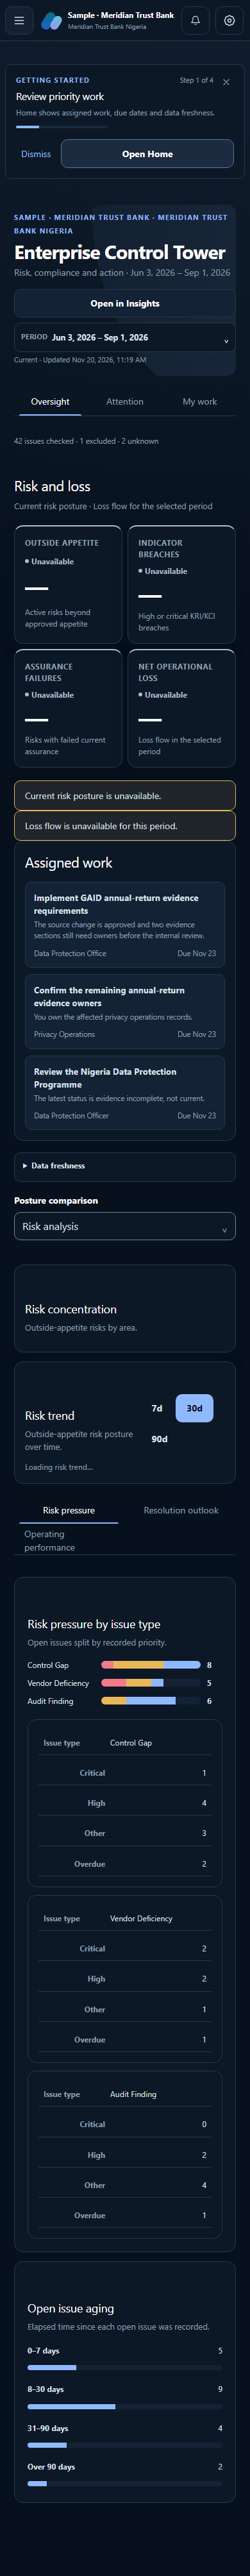 Sample - Meridian Trust Bank
Meridian Trust Bank Nigeria
GETTING STARTED
Step 1 of 4
Review priority work
Home shows assigned work, due dates and data freshness.
Dismiss
Open Home
SAMPLE - MERIDIAN TRUST BANK · MERIDIAN TRUST
BANK NIGERIA
Enterprise Control Tower
Risk, compliance and action · Jun 3, 2026 – Sep 1, 2026
Open in Insights
PERIOD Jun 3, 2026 – Sep 1, 2026
Current · Updated Nov 20, 2026, 11:19 AM
Oversight
Attention
My work
42 issues checked · 1 excluded · 2 unknown
Risk and loss
Current risk posture · Loss flow for the selected period
OUTSIDE APPETITE
Unavailable
Active risks beyond
approved appetite
INDICATOR
BREACHES
Unavailable
High or critical KRI/KCI
breaches
ASSURANCE
FAILURES
Unavailable
Risks with failed current
assurance
NET OPERATIONAL
LOSS
Unavailable
Loss flow in the selected
period
Current risk posture is unavailable.
Loss flow is unavailable for this period.
Assigned work
Implement GAID annual-return evidence
requirements
The source change is approved and two evidence
sections still need owners before the internal review.
Data Protection Office
Due Nov 23
Confirm the remaining annual-return
evidence owners
You own the affected privacy operations records.
Privacy Operations
Due Nov 23
Review the Nigeria Data Protection
Programme
The latest status is evidence incomplete, not current.
Data Protection Officer
Due Nov 23
Data freshness
Posture comparison
Risk analysis
Risk concentration
Outside-appetite risks by area.
Risk trend
Outside-appetite risk posture
over time.
7d
30d
90d
Loading risk trend...
Risk pressure
Resolution outlook
Operating
performance
Risk pressure by issue type
Open issues split by recorded priority.
Control Gap 8
Vendor Deficiency 5
Audit Finding 6
Issue type Control Gap
Critical 1
High 4
Other 3
Overdue 2
Issue type Vendor Deficiency
Critical 2
High 2
Other 1
Overdue 1
Issue type Audit Finding
Critical 0
High 2
Other 4
Overdue 1
Open issue aging
Elapsed time since each open issue was recorded.
0–7 days 5
8–30 days 9
31–90 days 4
Over 90 days 2